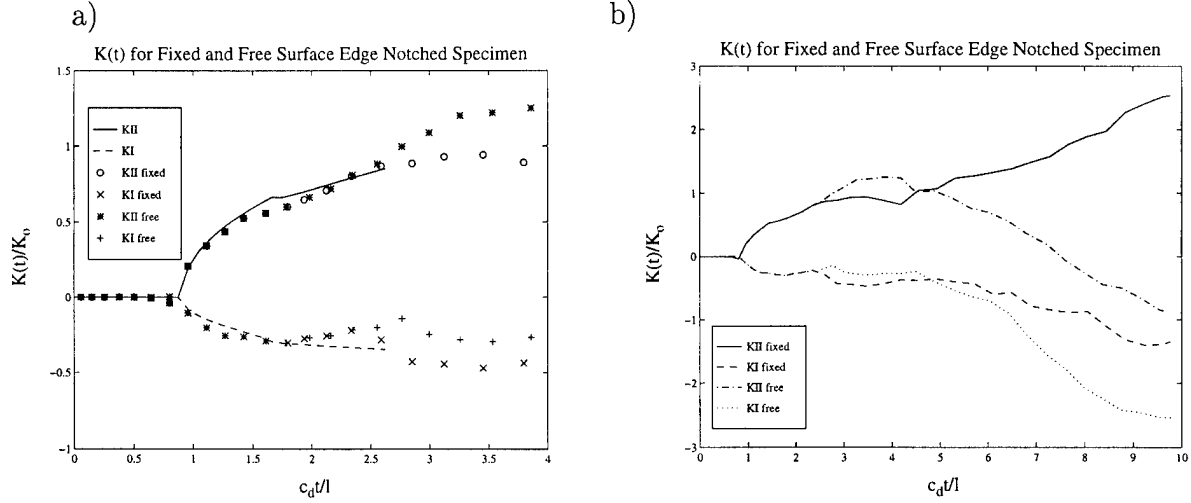 a)
K(t) for Fixed and Free Surface Edge Notched Specimen
1.5
1
0.5
0
-0.5
-1
K(t)/K_o
KII
KI
KII fixed
KI fixed
KII free
KI free
0 0.5 1 1.5 2 2.5 3 3.5 4
c_d t/l
b)
K(t) for Fixed and Free Surface Edge Notched Specimen
3
2
1
0
-1
-2
-3
K(t)/K_o
KII fixed
KI fixed
KII free
KI free
0 1 2 3 4 5 6 7 8 9 10
c_d t/l